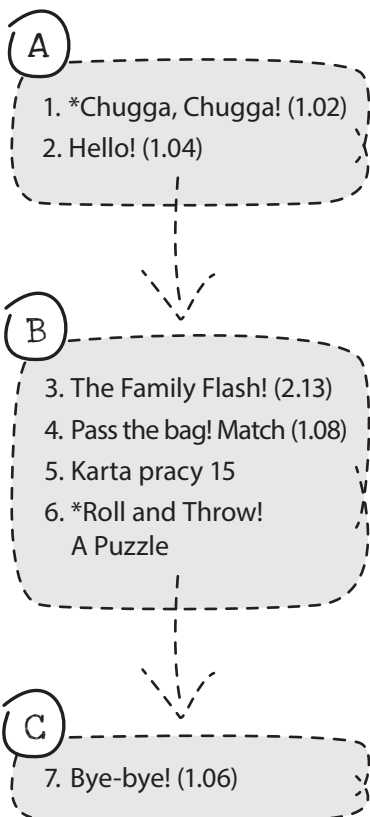 A
1. *Chugga, Chugga! (1.02)
2. Hello! (1.04)
B
3. The Family Flash! (2.13)
4. Pass the bag! Match (1.08)
5. Karta pracy 15
6. *Roll and Throw!
A Puzzle
C
7. Bye-bye! (1.06)